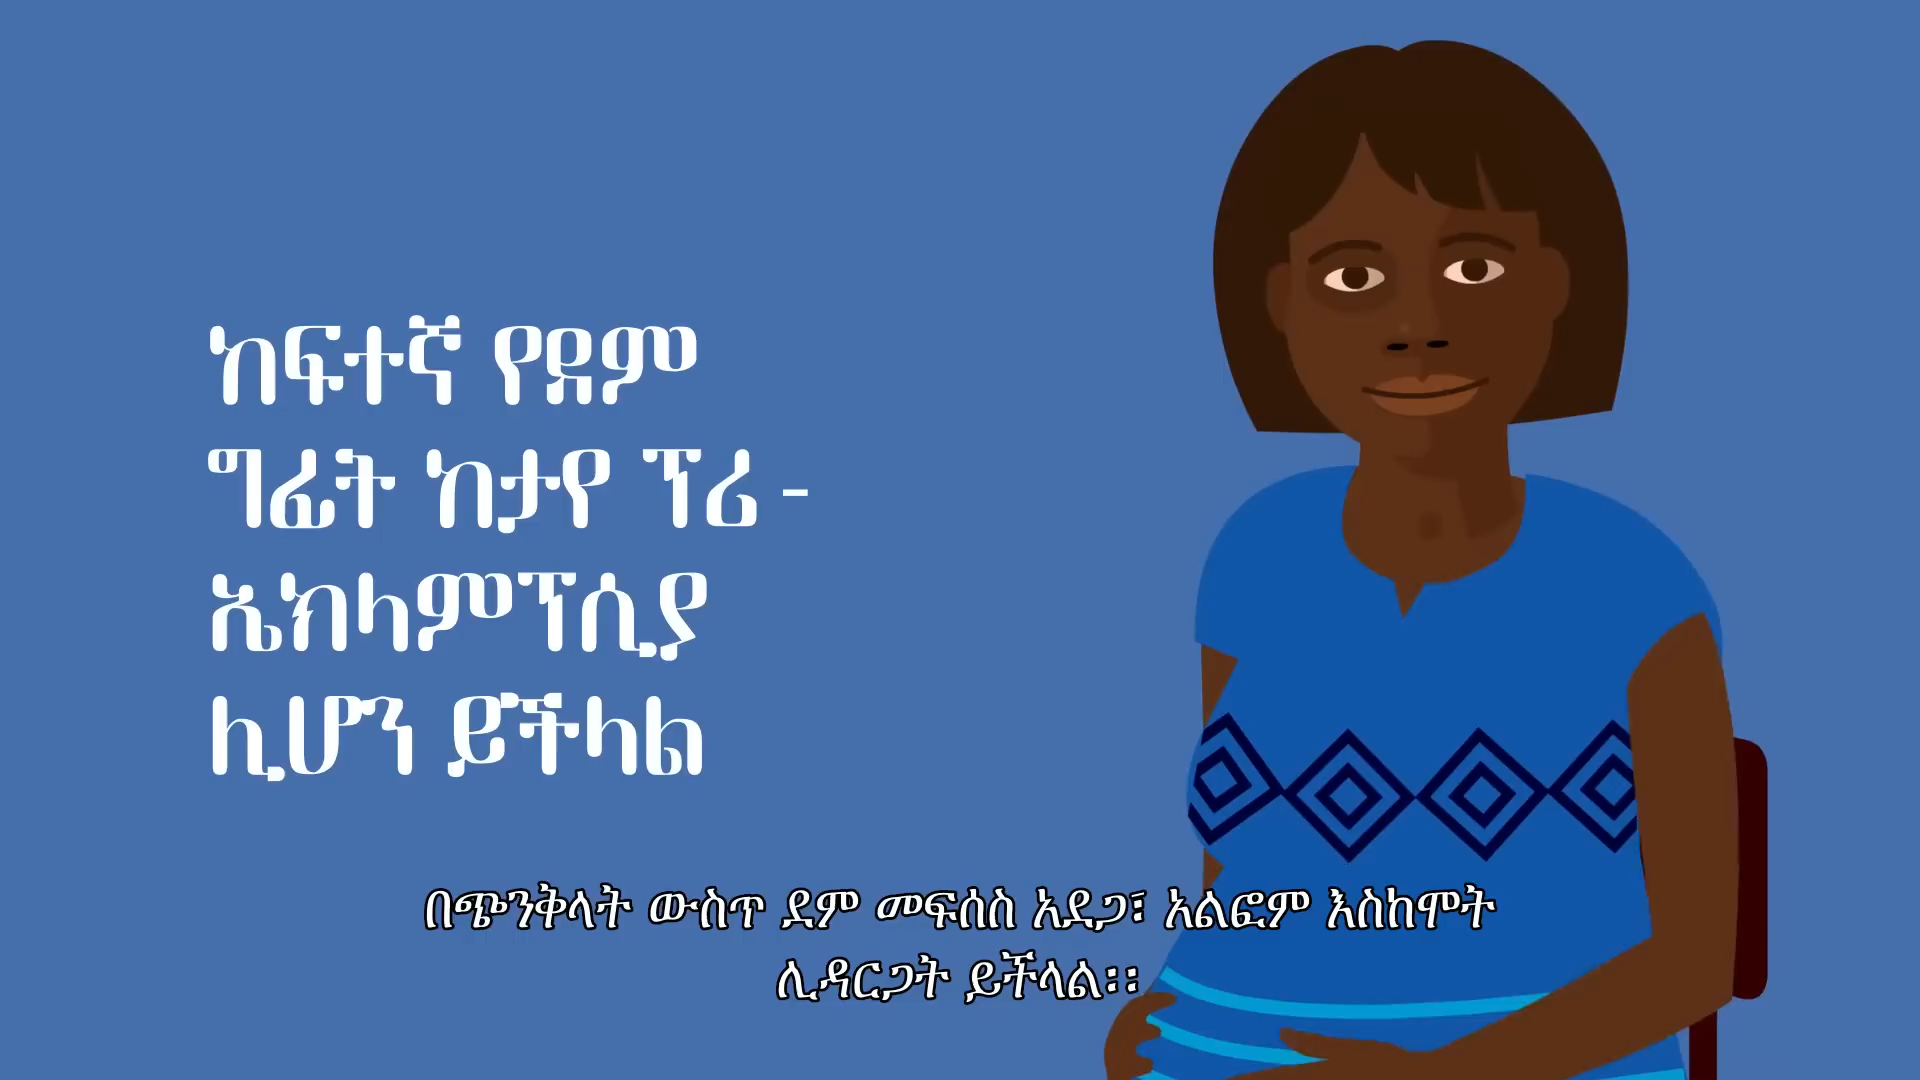 ከፍተኛ የደም
ግፊት ከታየ ፕሪ -
ኤክላምፕሲያ
ሊሆን ይችላል
በጭንቅላት ውስጥ ደም መፍሰስ አደጋ፣ አልፎም እስከሞት
ሊዳርጋት ይችላል፡፡